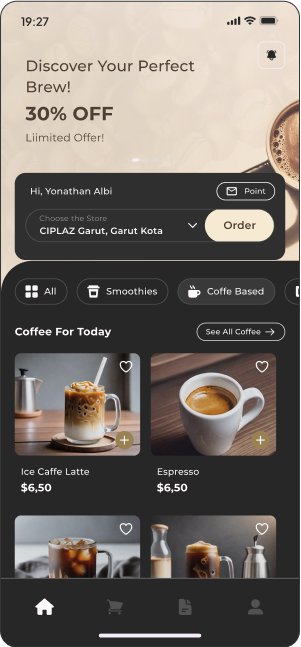 19:27
Discover Your Perfect
Brew!
30% OFF
Liimited Offer!
Hi, Yonathan Albi
Point
Choose the Store
CIPLAZ Garut, Garut Kota
Order
All
Smoothies
Coffe Based
Coffee For Today
See All Coffee
Ice Caffe Latte
Espresso
$6,50
$6,50